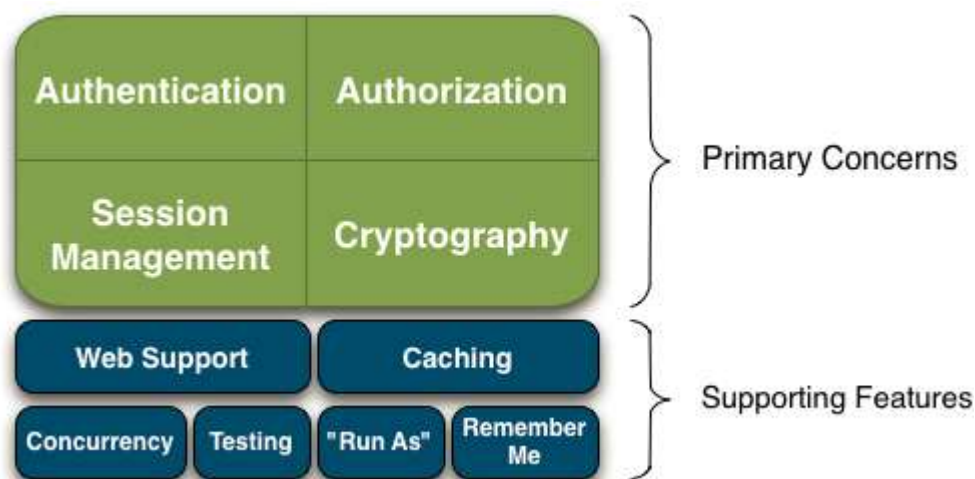 Authentication
Authorization
Session
Management
Cryptography
Primary Concerns
Web Support
Caching
Concurrency
Testing
"Run As"
Remember
Me
Supporting Features